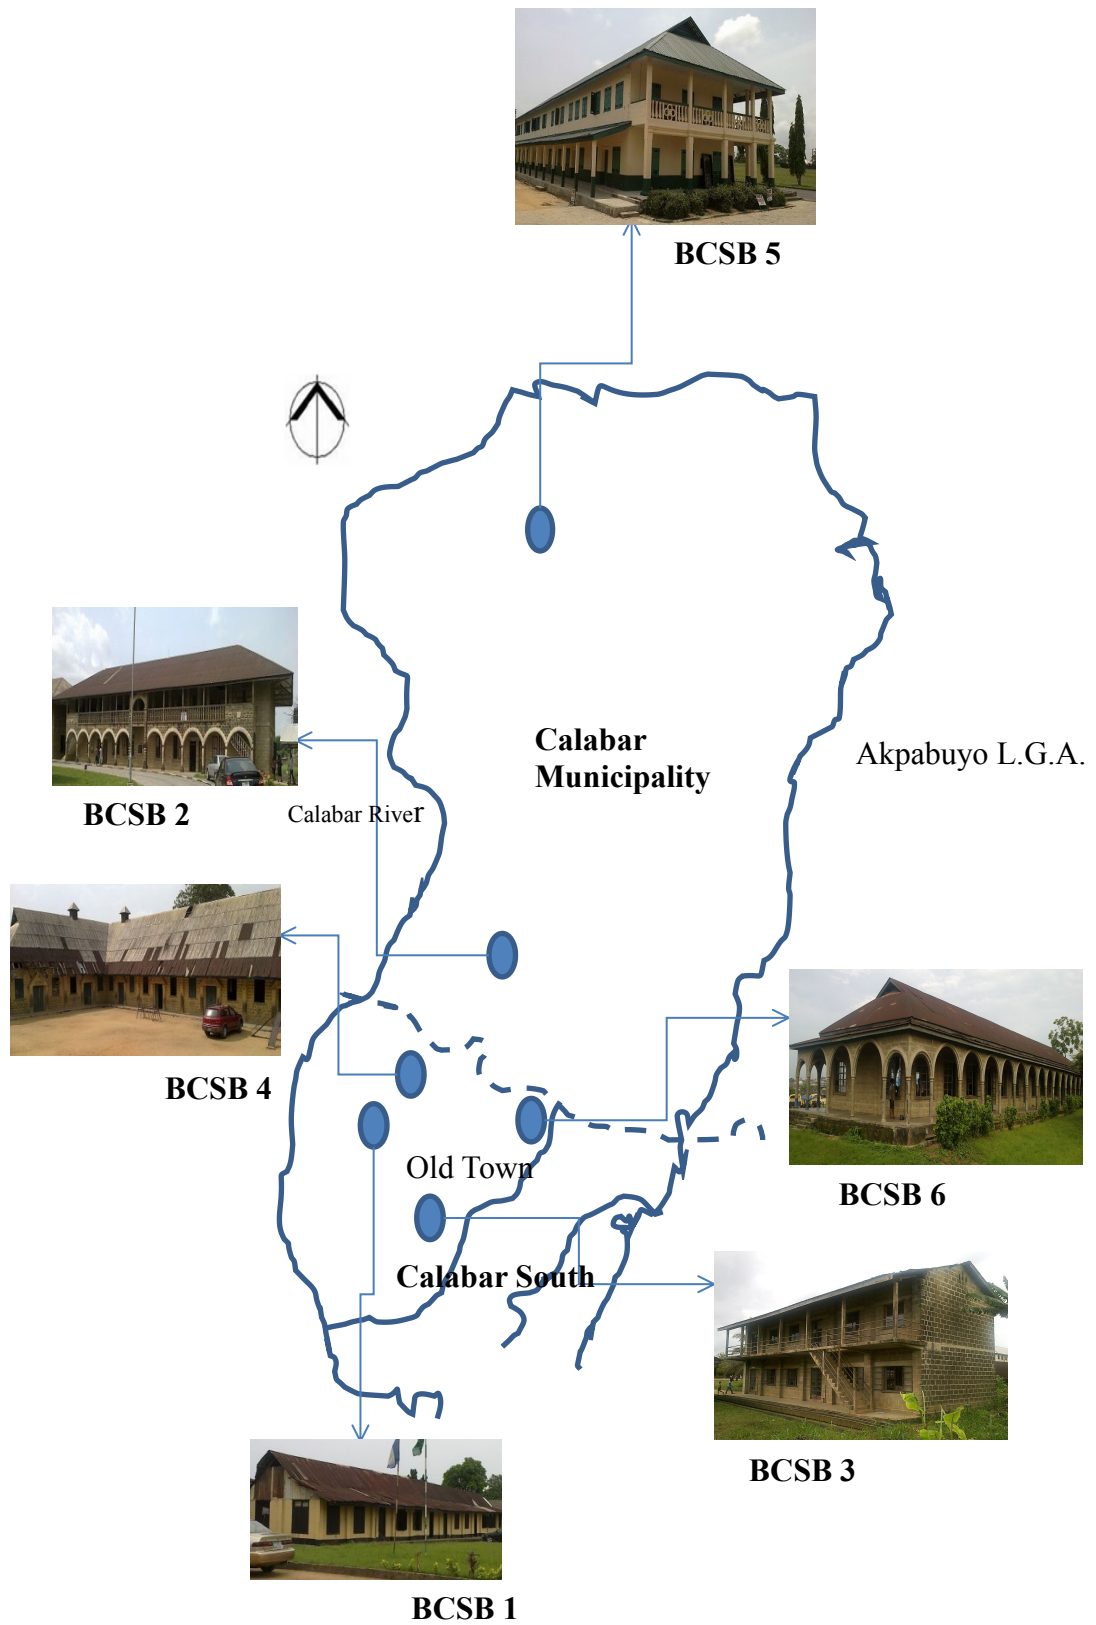 BCSB 5
Calabar
Municipality
Akpabuyo L.G.A.
BCSB 2
Calabar River
BCSB 4
Old Town
BCSB 6
Calabar South
BCSB 3
BCSB 1